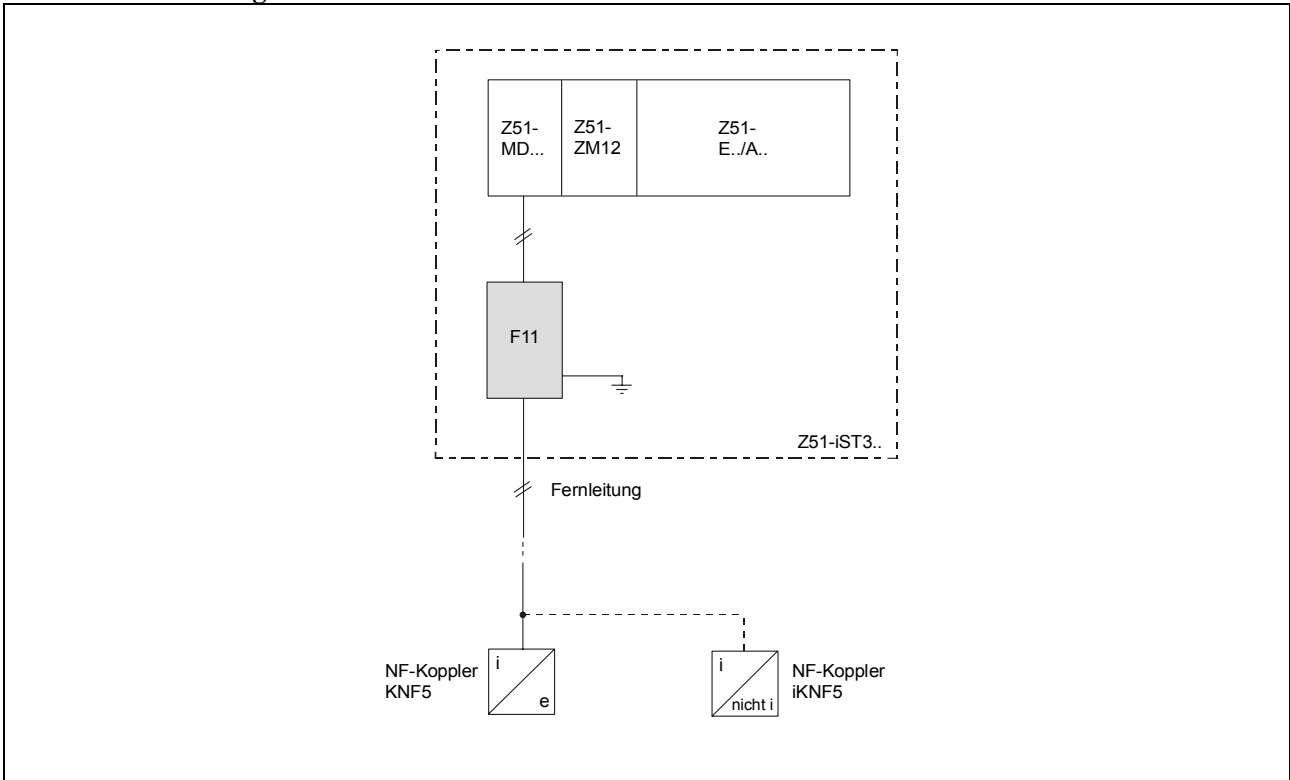 Z51-
MD...
Z51-
ZM12
Z51-
E../A..
F11
Z51-iST3..
Fernleitung
NF-Koppler
KNF5
i
e
i
nicht i
NF-Koppler
iKNF5